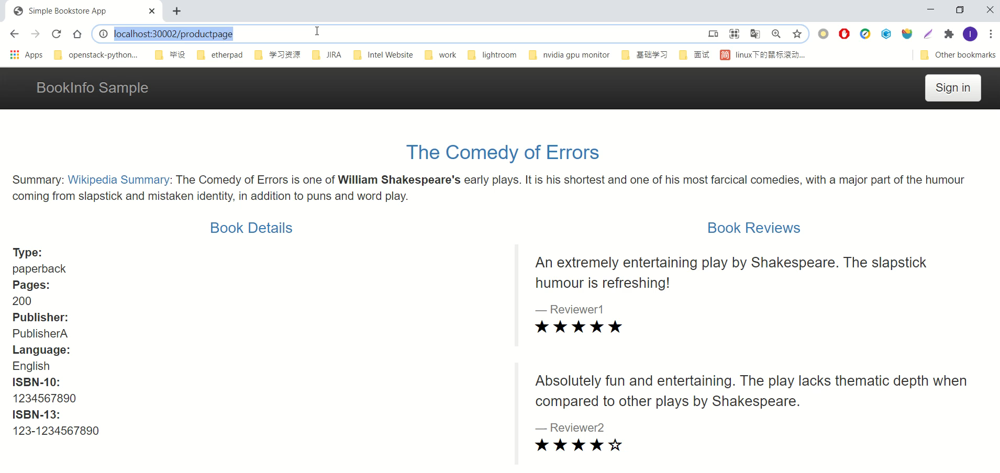 Simple Bookstore App
localhost:30002/productpage
Apps openstack-python... 毕设 etherpad 学习资源 JIRA Intel Website work lightroom nvidia gpu monitor 基础学习 面试 简 linux下的鼠标滚动... Other bookmarks
BookInfo Sample Sign in
The Comedy of Errors
Summary: Wikipedia Summary: The Comedy of Errors is one of William Shakespeare's early plays. It is his shortest and one of his most farcical comedies, with a major part of the humour
coming from slapstick and mistaken identity, in addition to puns and word play.
Book Details
Type:
paperback
Pages:
200
Publisher:
PublisherA
Language:
English
ISBN-10:
1234567890
ISBN-13:
123-1234567890
Book Reviews
An extremely entertaining play by Shakespeare. The slapstick
humour is refreshing!
— Reviewer1
★★★★★
Absolutely fun and entertaining. The play lacks thematic depth when
compared to other plays by Shakespeare.
— Reviewer2
★★★★☆